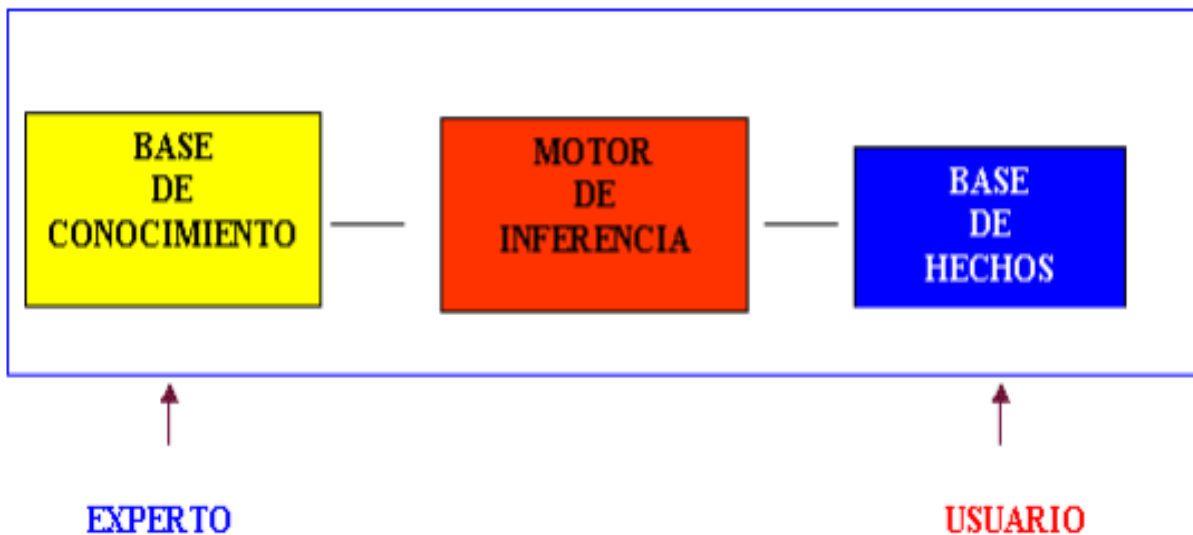 BASE
DE
CONOCIMIENTO
MOTOR
DE
INFERENCIA
BASE
DE
HECHOS
EXPERTO
USUARIO